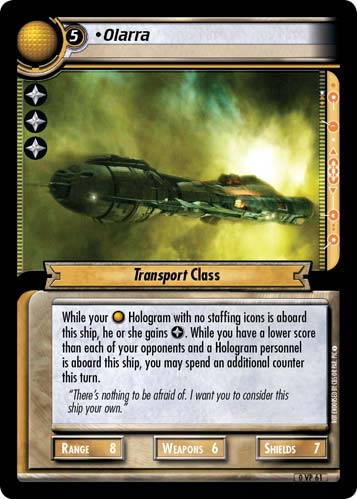 5 •Olarra
Transport Class
While your Hologram with no staffing icons is aboard
this ship, he or she gains . While you have a lower score
than each of your opponents and a Hologram personnel
is aboard this ship, you may spend an additional counter
this turn.
"There's nothing to be afraid of. I want you to consider this
ship your own."
RANGE 8 WEAPONS 6 SHIELDS 7
0 VP 61